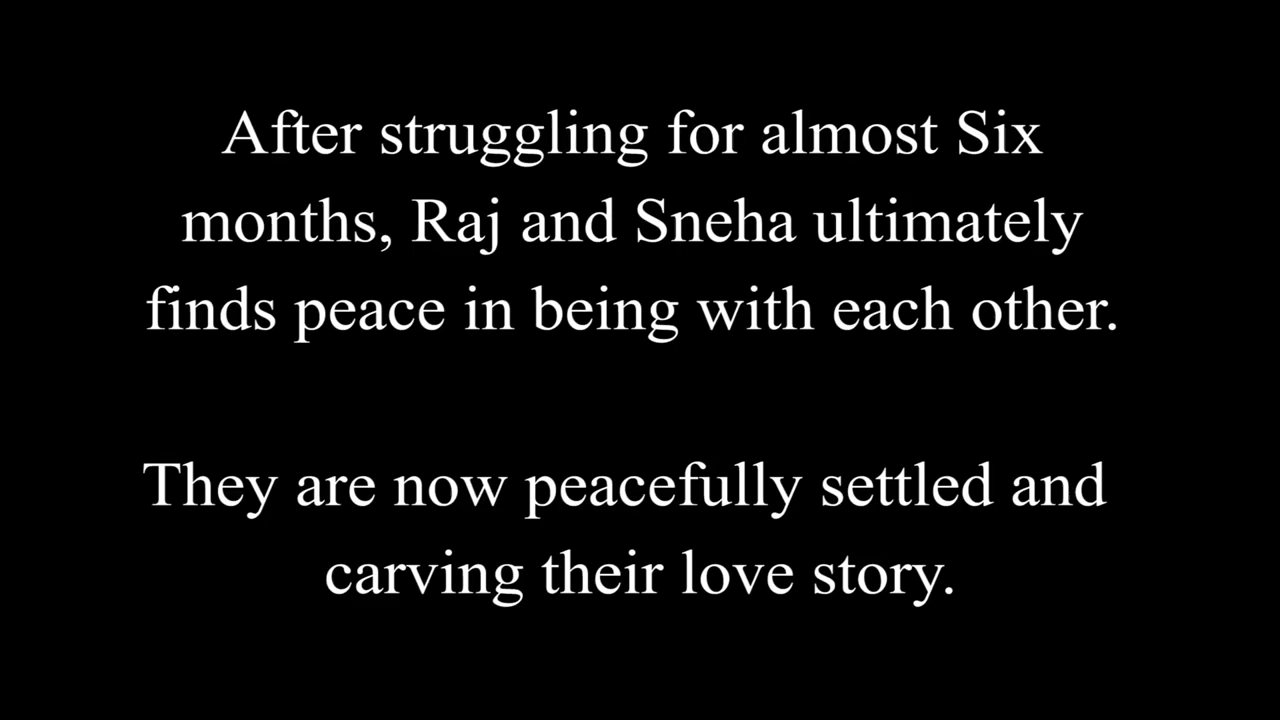 After struggling for almost Six
months, Raj and Sneha ultimately
finds peace in being with each other.
They are now peacefully settled and
carving their love story.